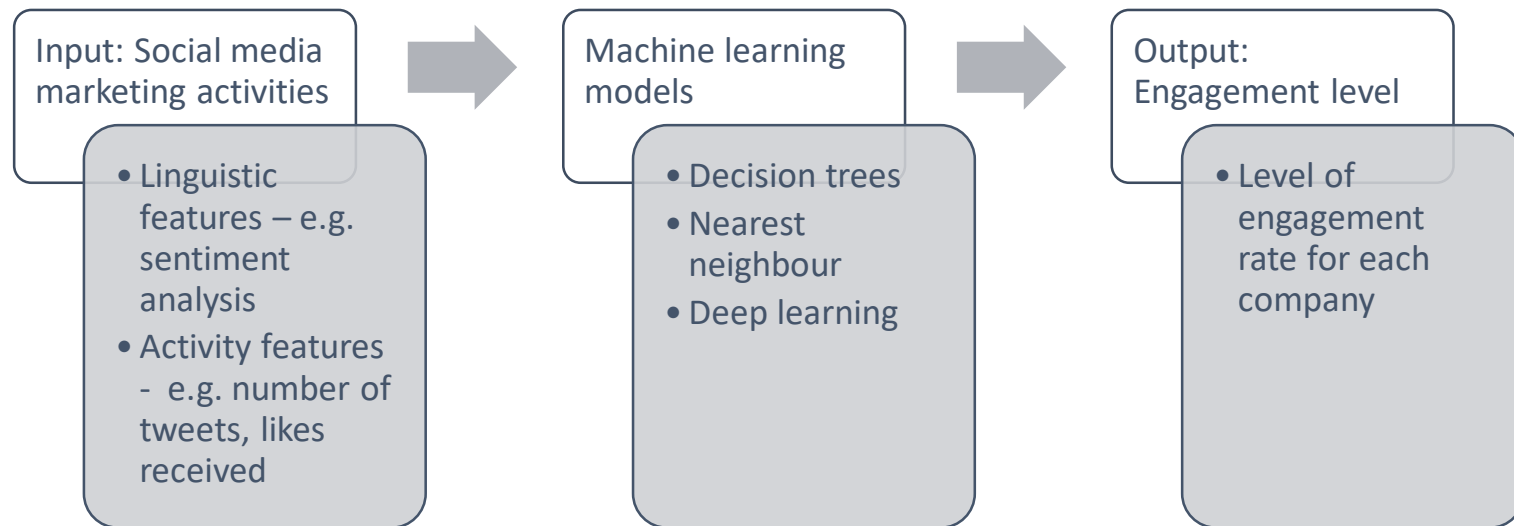 Input: Social media
marketing activities
• Linguistic
features – e.g.
sentiment
analysis
• Activity features
- e.g. number of
tweets, likes
received
Machine learning
models
• Decision trees
• Nearest
neighbour
• Deep learning
Output:
Engagement level
• Level of
engagement
rate for each
company